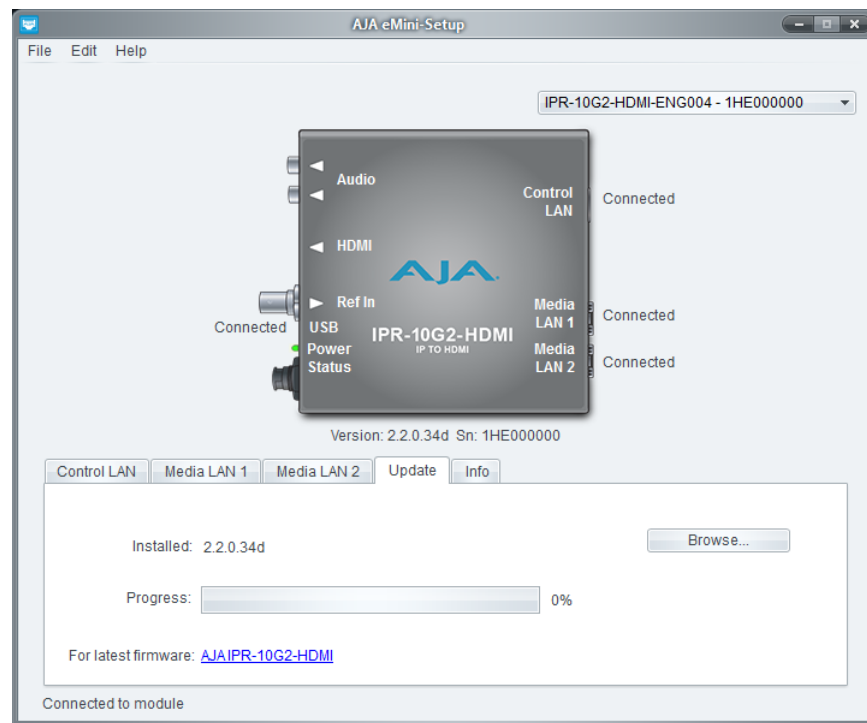 AJA eMini-Setup
File Edit Help
IPR-10G2-HDMI-ENG004 - 1HE000000
Audio
Control
LAN
Connected
HDMI
AJA
Ref In
Connected
USB
Power
Status
IPR-10G2-HDMI
IP TO HDMI
Media
LAN 1
Connected
Media
LAN 2
Connected
Version: 2.2.0.34d Sn: 1HE000000
Control LAN Media LAN 1 Media LAN 2 Update Info
Installed: 2.2.0.34d Browse...
Progress: 0%
For latest firmware: AJA IPR-10G2-HDMI
Connected to module